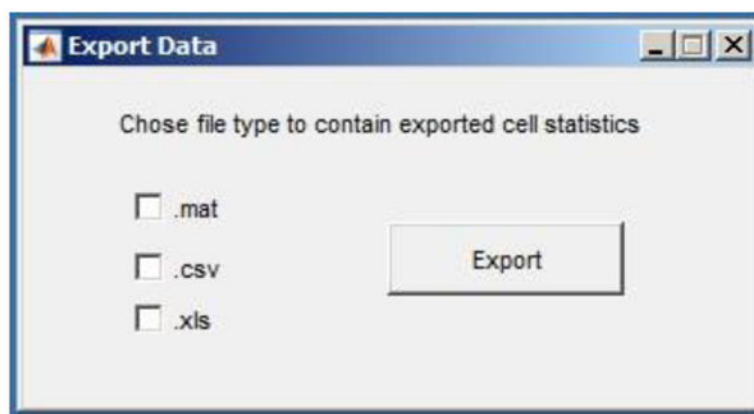 Export Data
Chose file type to contain exported cell statistics
.mat
.csv
Export
.xls